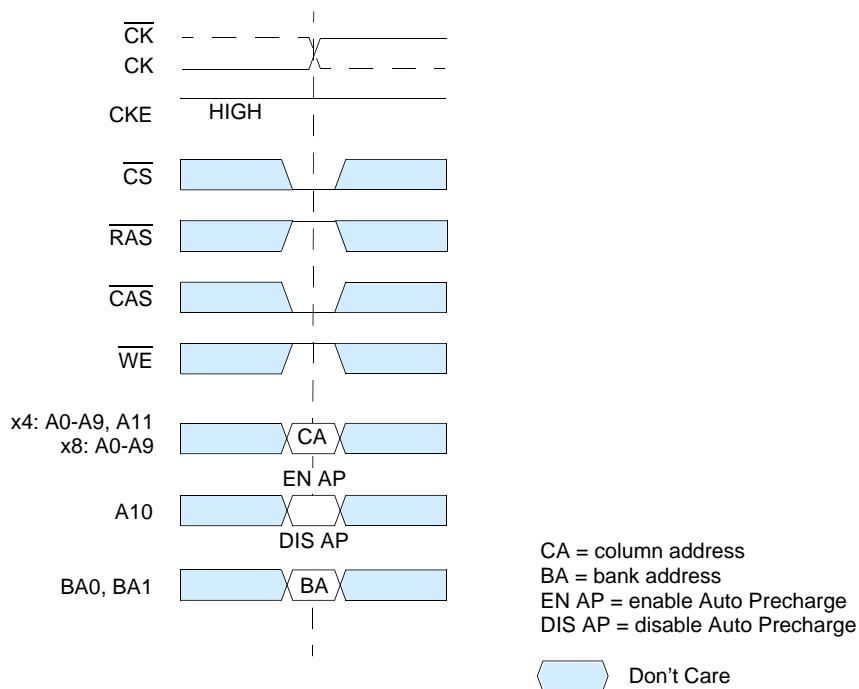 CK
CK
CKE HIGH
CS
RAS
CAS
WE
x4: A0-A9, A11
x8: A0-A9
CA
EN AP
A10
DIS AP
BA0, BA1 BA
CA = column address
BA = bank address
EN AP = enable Auto Precharge
DIS AP = disable Auto Precharge
Don't Care